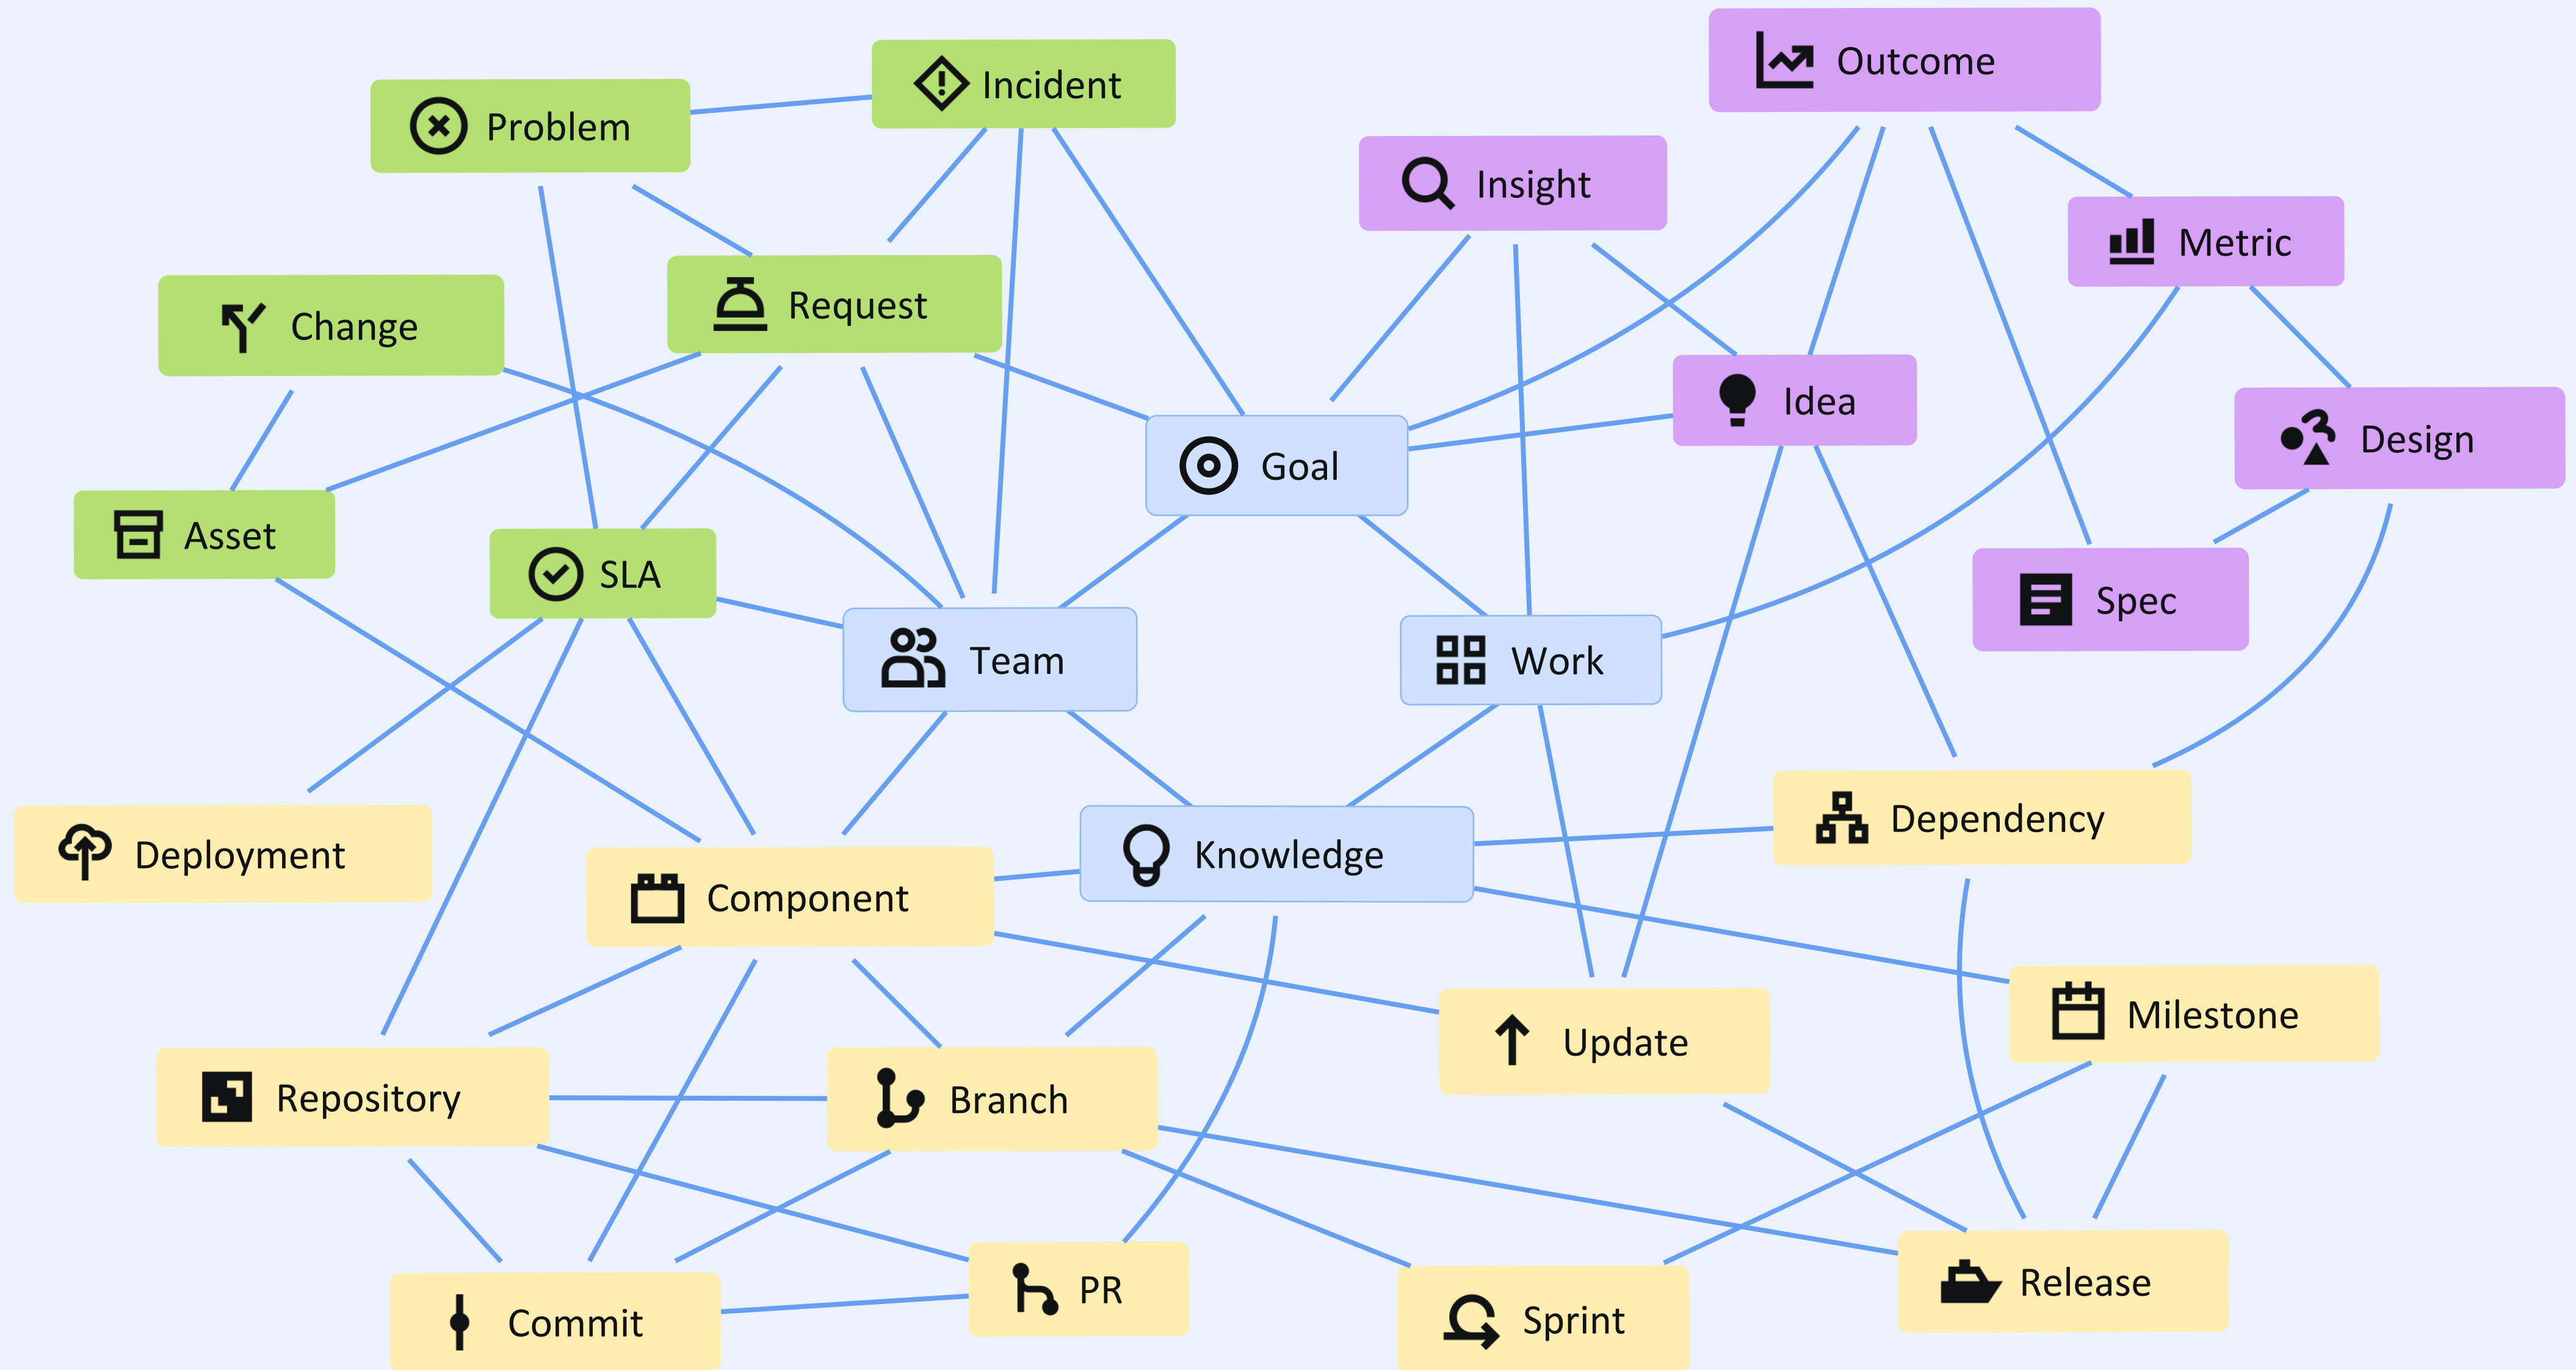 Outcome
Incident
Problem
Insight
Metric
Request
Change
Idea
Design
Goal
Asset
SLA
Spec
Team
Work
Dependency
Deployment
Knowledge
Component
Milestone
Update
Repository
Branch
Release
PR
Sprint
Commit